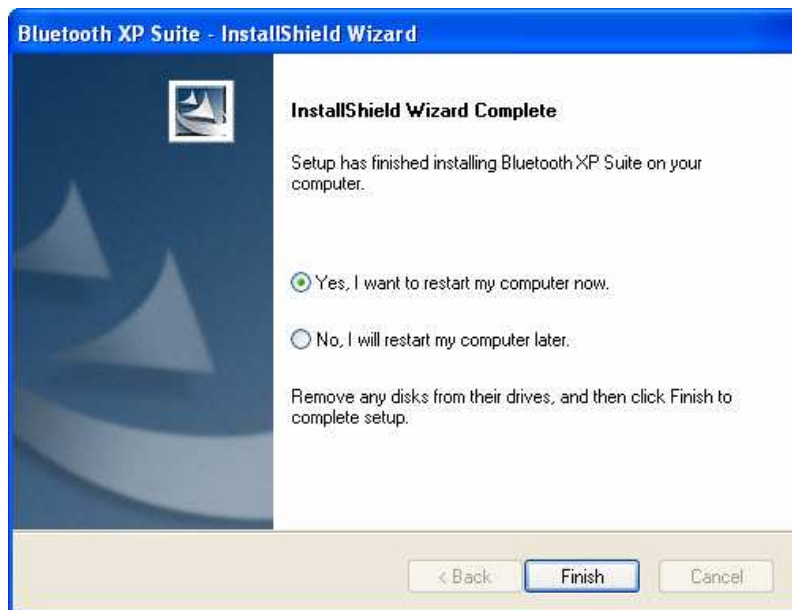 Bluetooth XP Suite - InstallShield Wizard
InstallShield Wizard Complete
Setup has finished installing Bluetooth XP Suite on your
computer.
Yes, I want to restart my computer now.
No, I will restart my computer later.
Remove any disks from their drives, and then click Finish to
complete setup.
< Back Finish Cancel